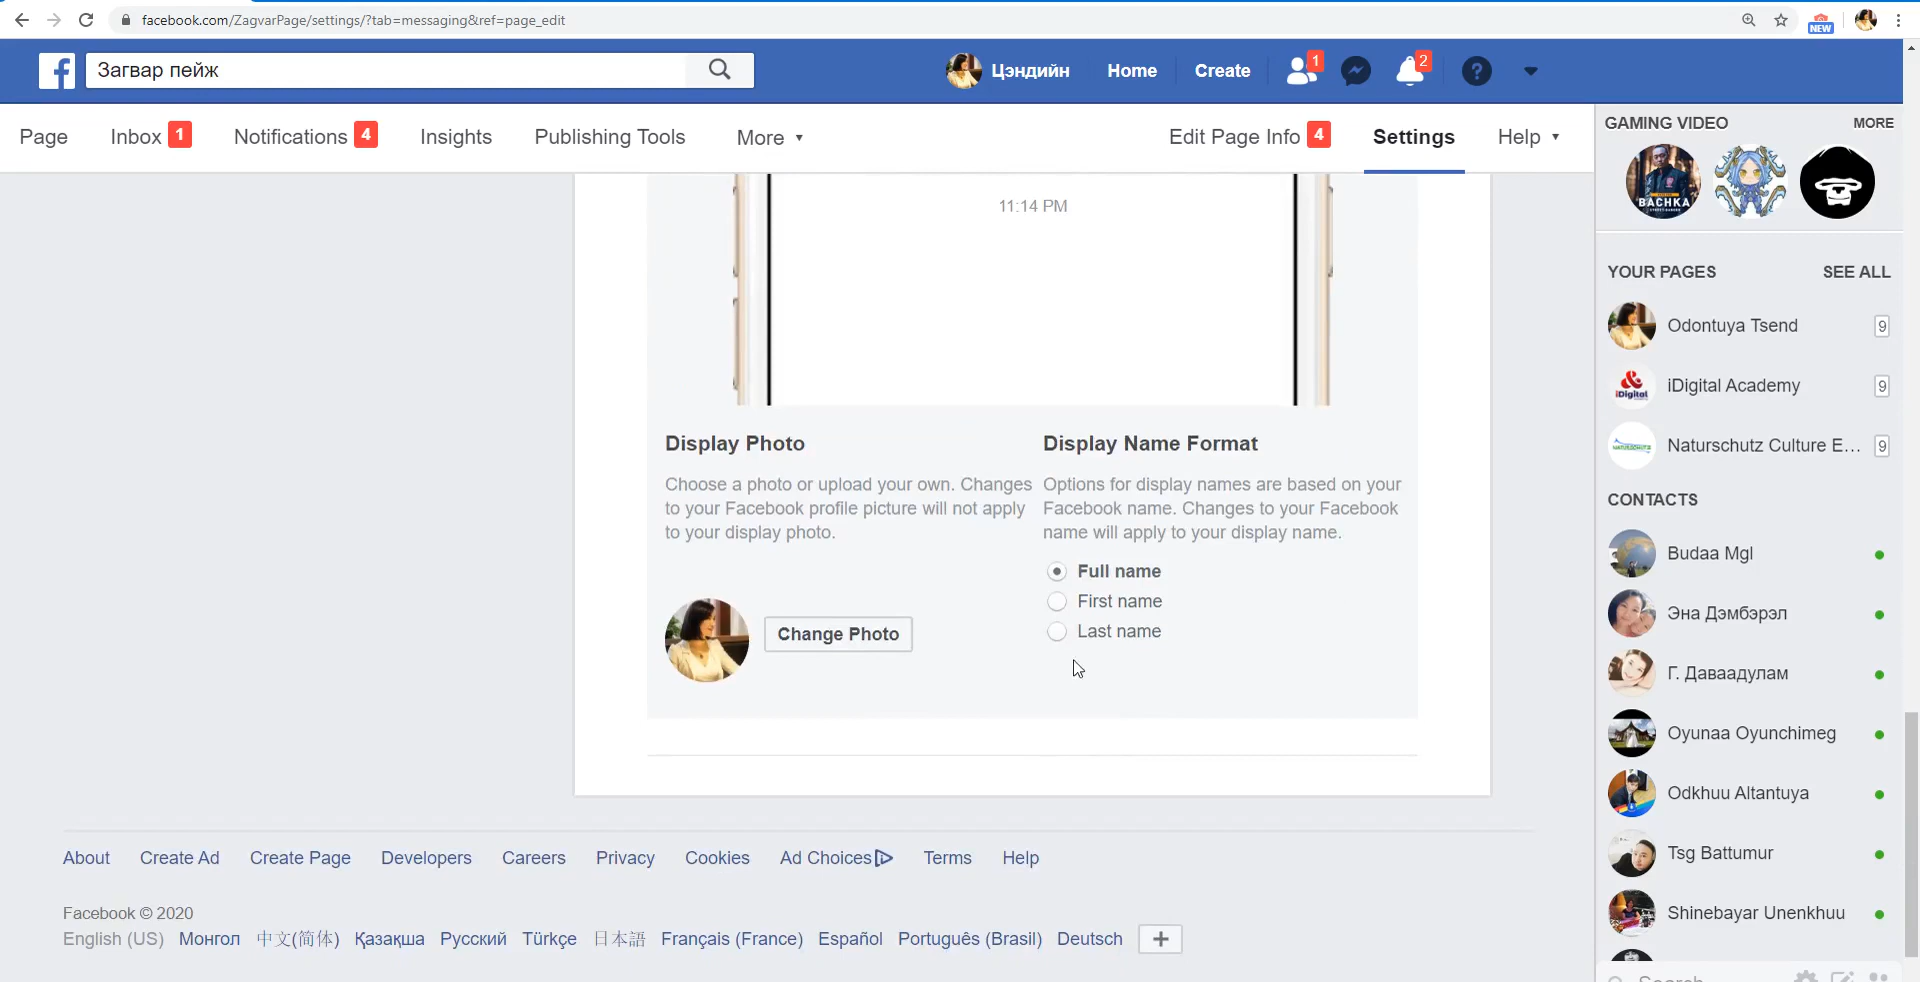 facebook.com/ZagvarPage/settings/?tab=messaging&ref=page_edit
NEW
Загвар пейж
Цэндийн
Home
Create
1
2
Page
Inbox 1
Notifications 4
Insights
Publishing Tools
More
Edit Page Info 4
Settings
Help
11:14 PM
Display Photo
Choose a photo or upload your own. Changes
to your Facebook profile picture will not apply
to your display photo.
Change Photo
Display Name Format
Options for display names are based on your
Facebook name. Changes to your Facebook
name will apply to your display name.
Full name
First name
Last name
GAMING VIDEO MORE
BACHKA
YOUR PAGES SEE ALL
Odontuya Tsend 9
iDigital
iDigital Academy 9
Naturschutz Culture E... 9
CONTACTS
Budaa Mgl
Эна Дэмбэрэл
Г. Даваадулам
Oyunaa Oyunchimeg
Odkhuu Altantuya
Tsg Battumur
Shinebayar Unenkhuu
Search
About Create Ad Create Page Developers Careers Privacy Cookies Ad Choices Terms Help
Facebook © 2020
English (US) Монгол 中文(简体) Қазақша Русский Türkçe 日本語 Français (France) Español Português (Brasil) Deutsch